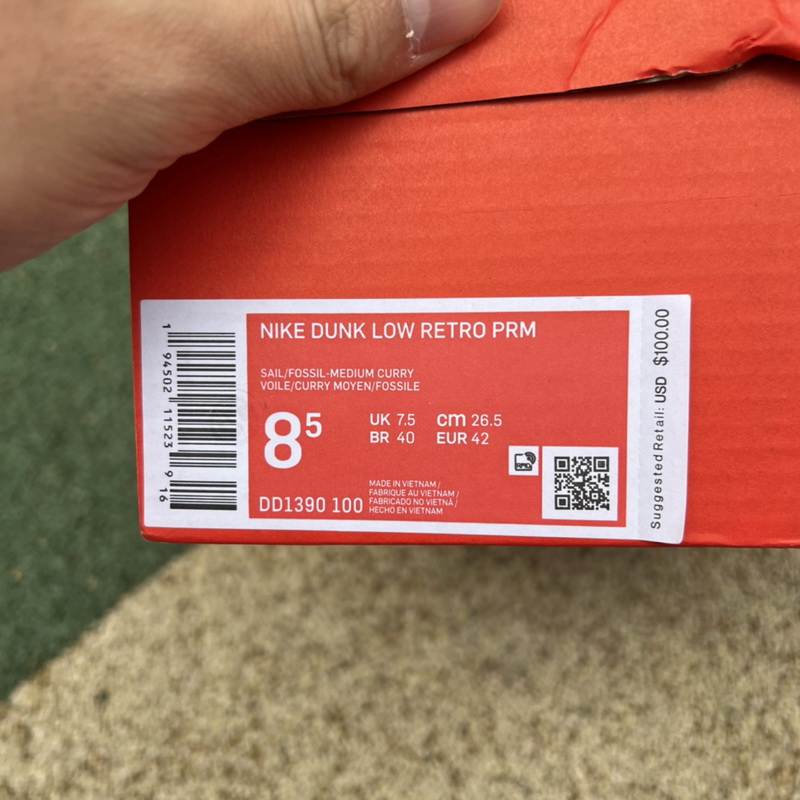 NIKE DUNK LOW RETRO PRM
SAIL/FOSSIL-MEDIUM CURRY
VOILE/CURRY MOYEN/FOSSILE
8 5
UK 7.5 cm 26.5
BR 40 EUR 42
DD1390 100
MADE IN VIETNAM /
FABRIQUÉ AU VIETNAM /
FABRICADO NO VIETNÃ /
HECHO EN VIETNAM
1 94502 11523 9 16
Suggested Retail: USD $100.00